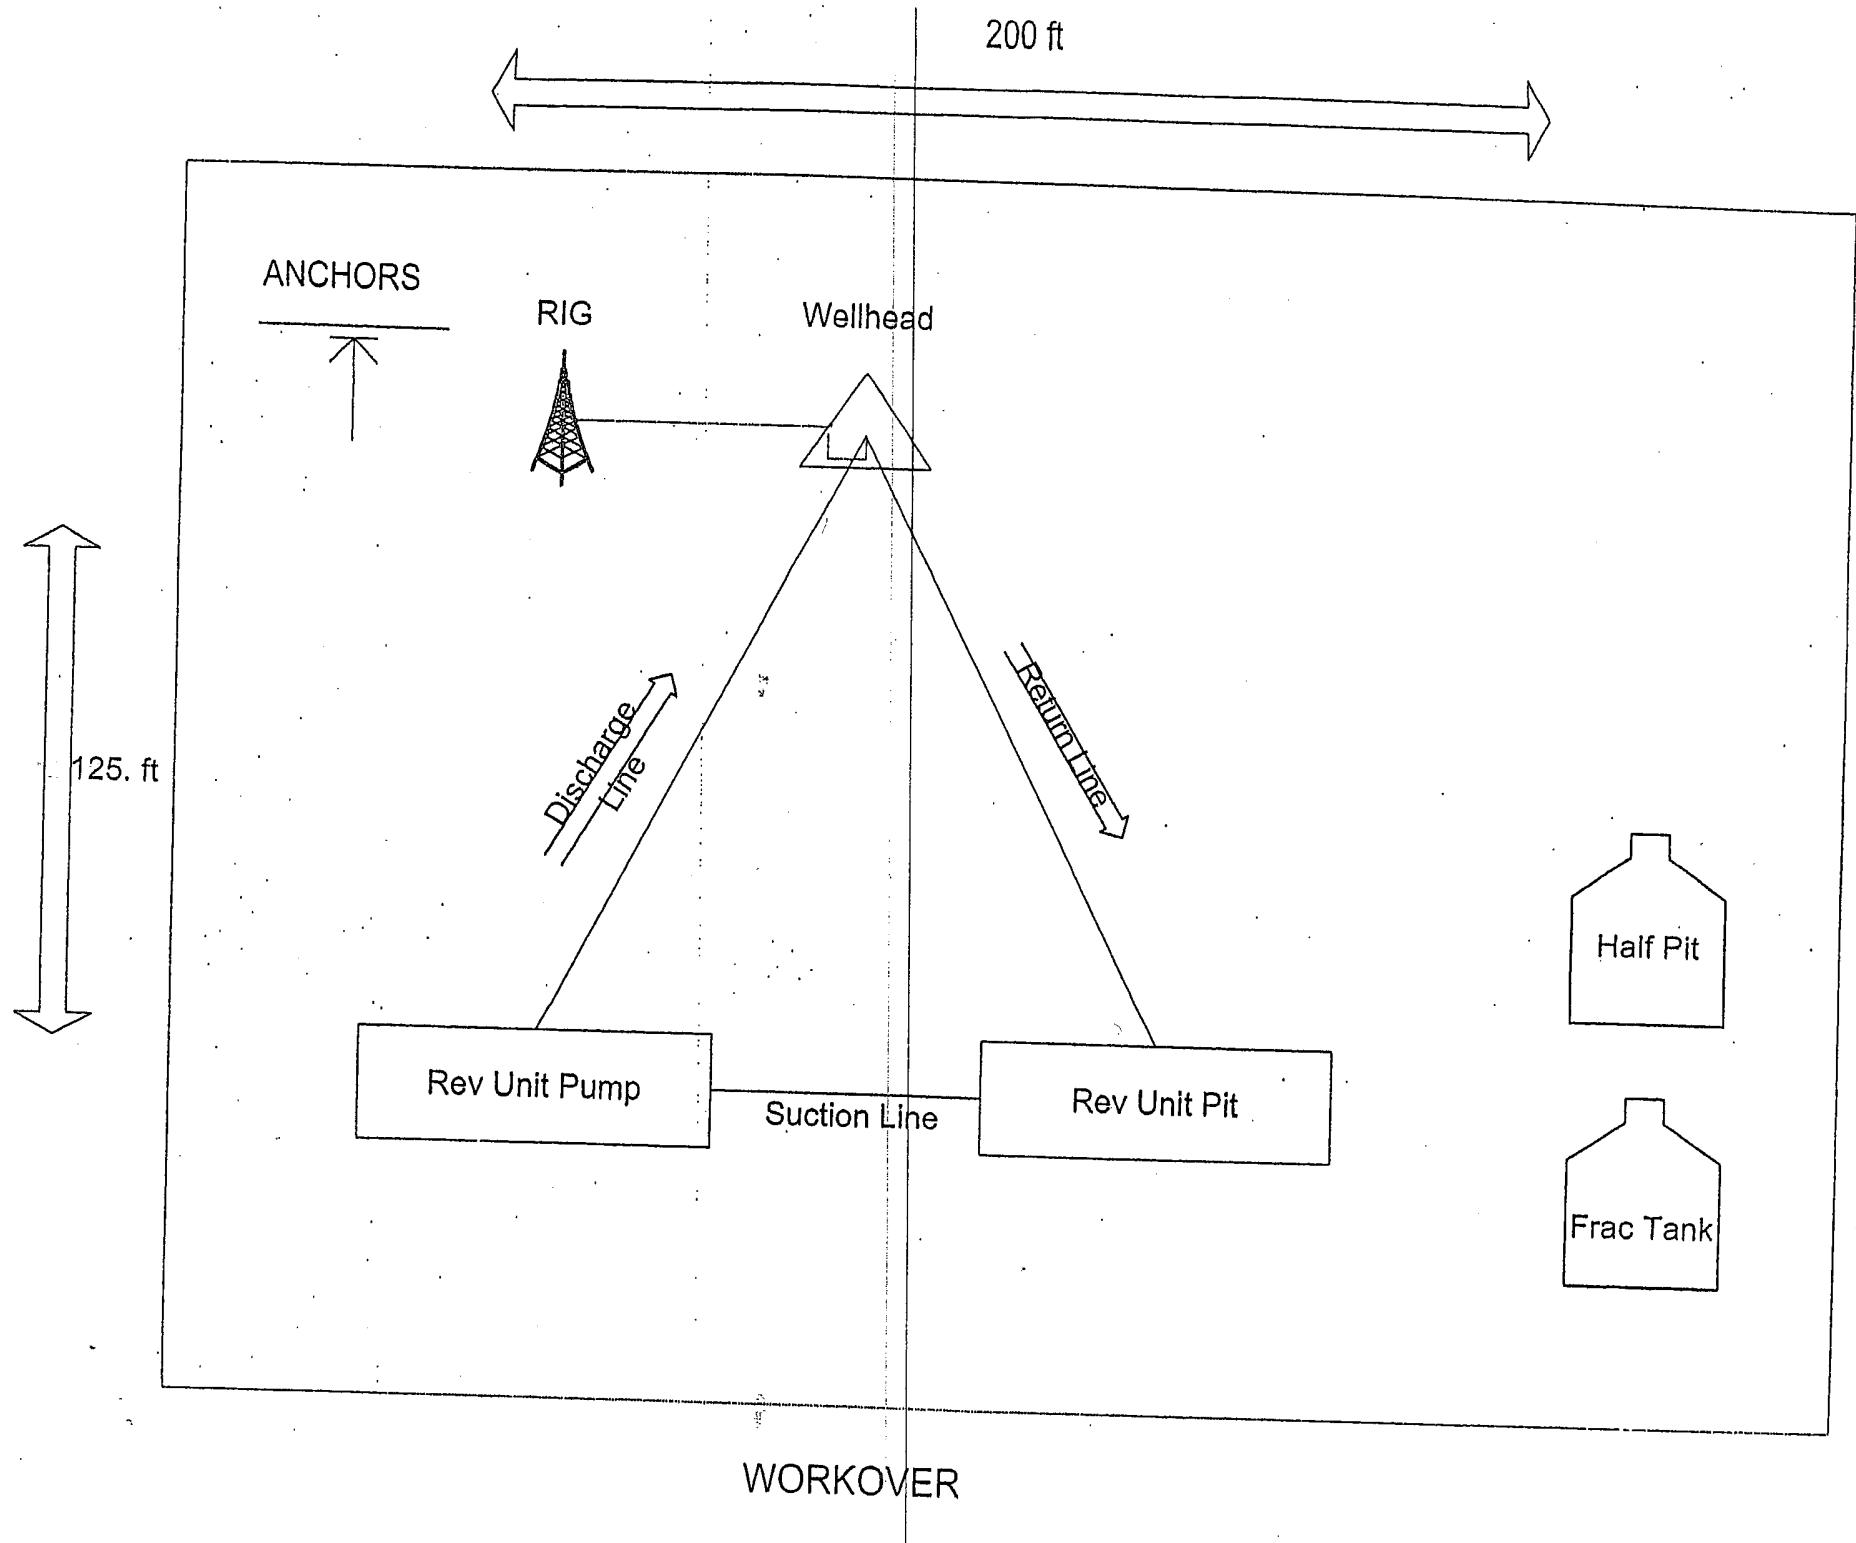 200 ft
ANCHORS
RIG
Wellhead
Discharge
Line
Return Line
125. ft
Half Pit
Rev Unit Pump
Suction Line
Rev Unit Pit
Frac Tank
WORKOVER